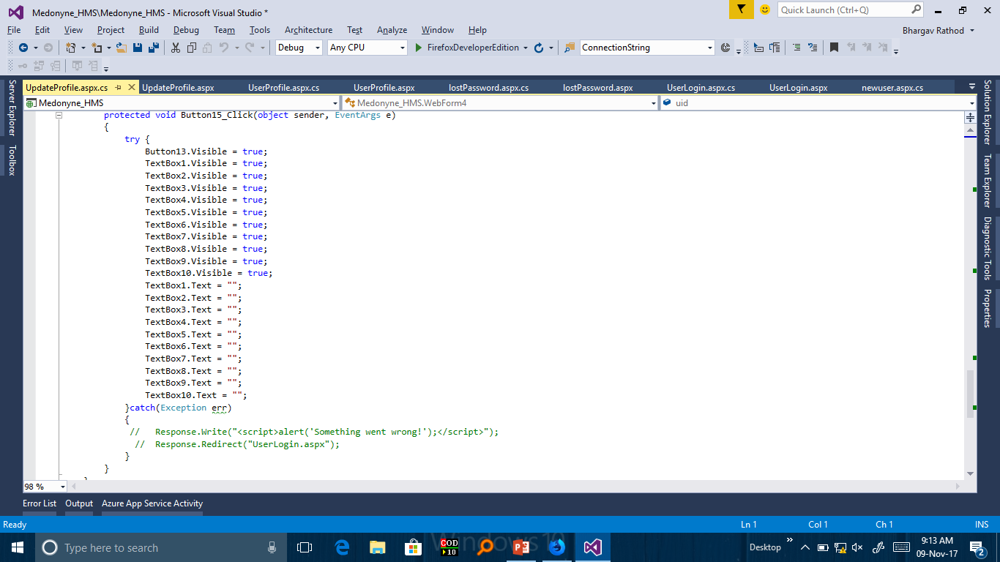 Medonyne_HMS\Medonyne_HMS - Microsoft Visual Studio *
Quick Launch (Ctrl+Q)
File Edit View Project Build Debug Team Tools Architecture Test Analyze Window Help
Bhargav Rathod
Debug Any CPU FirefoxDeveloperEdition ConnectionString
UpdateProfile.aspx.cs UpdateProfile.aspx UserProfile.aspx.cs UserProfile.aspx lostPassword.aspx.cs lostPassword.aspx UserLogin.aspx.cs UserLogin.aspx newuser.aspx.cs
Medonyne_HMS Medonyne_HMS.WebForm4 uid
Server Explorer
Toolbox
protected void Button15_Click(object sender, EventArgs e)
{
try {
Button13.Visible = true;
TextBox1.Visible = true;
TextBox2.Visible = true;
TextBox3.Visible = true;
TextBox4.Visible = true;
TextBox5.Visible = true;
TextBox6.Visible = true;
TextBox7.Visible = true;
TextBox8.Visible = true;
TextBox9.Visible = true;
TextBox10.Visible = true;
TextBox1.Text = "";
TextBox2.Text = "";
TextBox3.Text = "";
TextBox4.Text = "";
TextBox5.Text = "";
TextBox6.Text = "";
TextBox7.Text = "";
TextBox8.Text = "";
TextBox9.Text = "";
TextBox10.Text = "";
}catch(Exception err)
{
// Response.Write("<script>alert('Something went wrong!');</script>");
// Response.Redirect("UserLogin.aspx");
}
}
Solution Explorer
Team Explorer
Diagnostic Tools
Properties
98 %
Error List Output Azure App Service Activity
Ready Ln 1 Col 1 Ch 1 INS
Type here to search
COD
10
Windows 10
Desktop
9:13 AM
09-Nov-17
2